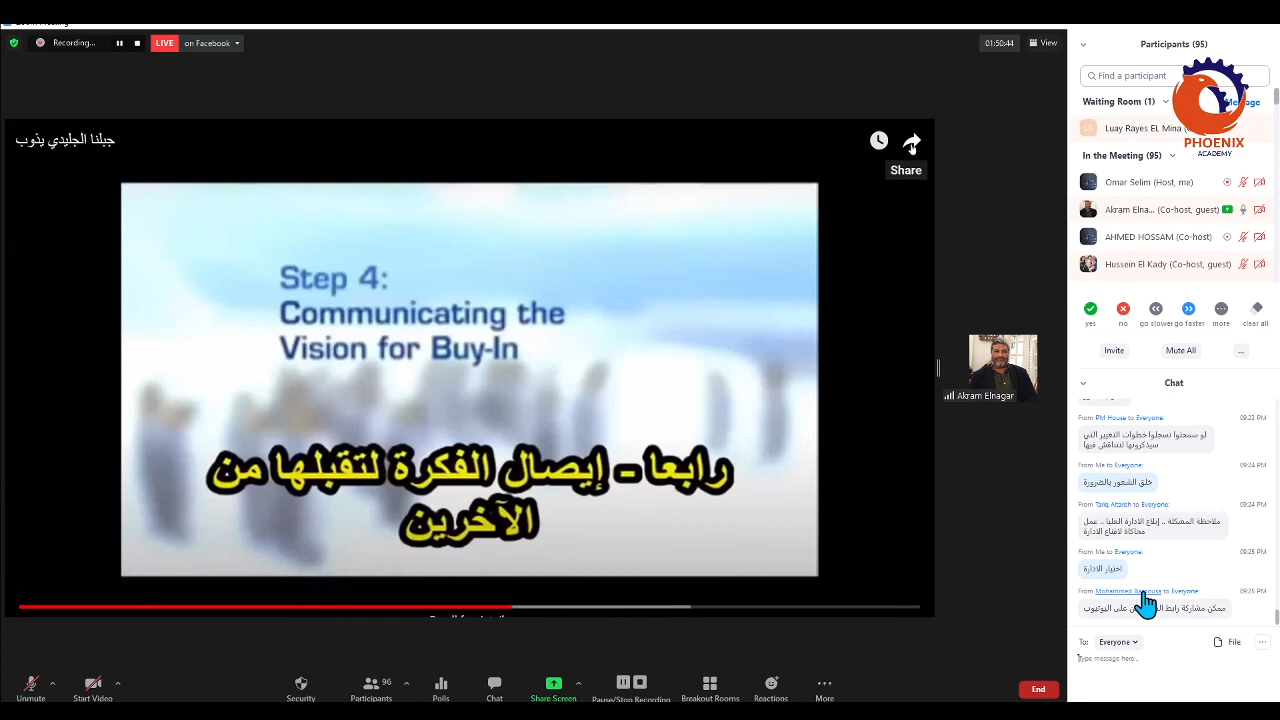 Recording...
LIVE on Facebook
01:50:44
View
جبلنا الجليدي يذوب
Share
Step 4:
Communicating the
Vision for Buy-In
رابعا - إيصال الفكرة لتقبلها من
الآخرين
Akram Elnagar
Participants (95)
Find a participant
Waiting Room (1)
Message
Luay Rayes EL Mina
PHOENIX
ACADEMY
In the Meeting (95)
Omar Selim (Host, me)
Akram Elna... (Co-host, guest)
AHMED HOSSAM (Co-host)
Hussein El Kady (Co-host, guest)
yes no go slower go faster more clear all
Invite Mute All ...
Chat
From PM House to Everyone: 09:23 PM
لو سمحتوا تسجلوا خطوات التغيير التي
سيذكرونها لنتناقش فيها
From Me to Everyone: 09:24 PM
خلق الشعور بالضرورة
From Tariq Altarish to Everyone: 09:24 PM
ملاحظة المشكلة .. إبلاغ الادارة العليا .. عمل
محاكاة لاقناع الادارة
From Me to Everyone: 09:25 PM
اختيار الادارة
From Mohammed to Everyone: 09:25 PM
ممكن مشاركة رابط على اليوتيوب
To: Everyone File ...
Type message here...
Unmute Start Video Security Participants 96 Polls Chat Share Screen Pause/Stop Recording Breakout Rooms Reactions More End